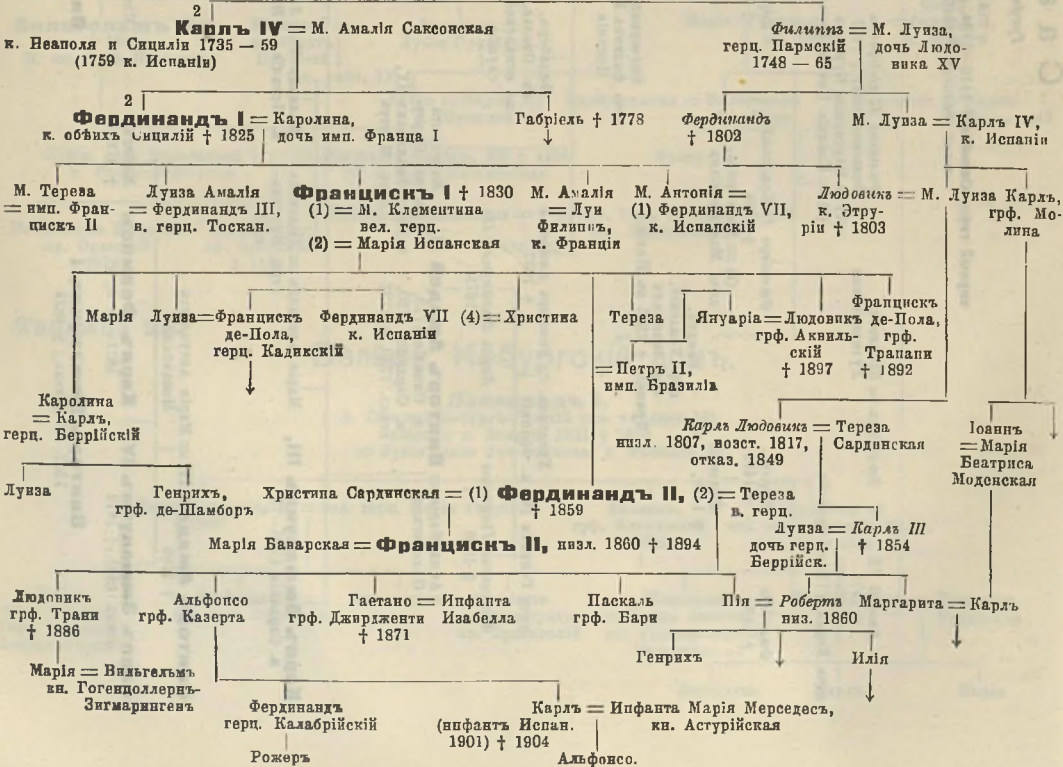 2
Карлъ IV = М. Амалія Саксонская
к. Неаполя и Сициліи 1735 — 59
(1759 к. Испаніи)
Филиппъ = М. Луиза,
герц. Пармскій дочь Людо-
1748 — 65 вика XV
2
Фердинандъ I = Каролина,
к. обѣихъ Сицилій † 1825 дочь имп. Франца I
Габріель † 1778
Фердинандъ
† 1802
М. Луиза = Карлъ IV,
к. Испаніи
М. Тереза
= имп. Фран-
цискъ II
Луиза Амалія
= Фердинандъ III,
в. герц. Тоскан.
Францискъ I † 1830
(1) = М. Клементина
вел. герц.
(2) = Марія Испанская
М. Амалія
= Луи
Филиппъ,
к. Франціи
М. Антонія =
(1) Фердинандъ VII,
к. Испанскій
Людовикъ = М. Луиза
к. Этру-
ріи † 1803
Карлъ,
грф. Мо-
лина
Марія
Луиза = Францискъ
де-Пола,
герц. Кадикскій
Фердинандъ VII (4) = Христина
к. Испаніи
Тереза
= Петръ II,
имп. Бразиліи
Януарія = Людовикъ
грф. Аквиль-
скій
† 1897
Францискъ
де-Пола,
грф.
Трапани
† 1892
Каролина
= Карлъ,
герц. Беррійскій
Карлъ Людовикъ = Тереза
низл. 1807, возст. 1817, Сардинская
отказ. 1849
Іоаннъ
= Марія
Беатриса
Моденская
Луиза
Генрихъ,
грф. де-Шамборъ
Христина Сардинская = (1) Фердинандъ II, (2) = Тереза
† 1859 в. герц.
Луиза = Карлъ III
дочь герц. † 1854
Беррійск.
Марія Баварская = Францискъ II, низл. 1860 † 1894
Людовикъ
грф. Трани
† 1886
Альфонсо
грф. Казерта
Гаетано = Инфанта
грф. Джирдженти Изабелла
† 1871
Паскаль
грф. Бари
Пія = Робертъ
низ. 1860
Маргарита = Карлъ
Генрихъ
Илія
Марія = Вильгельмъ
кн. Гогенцоллернъ-
Зигмарингенъ
Фердинандъ
герц. Калабрійскій
Карлъ = Инфанта Марія Мерседесъ,
(инфантъ Испан. кн. Астурійская
1901) † 1904
Рожеръ
Альфонсо.